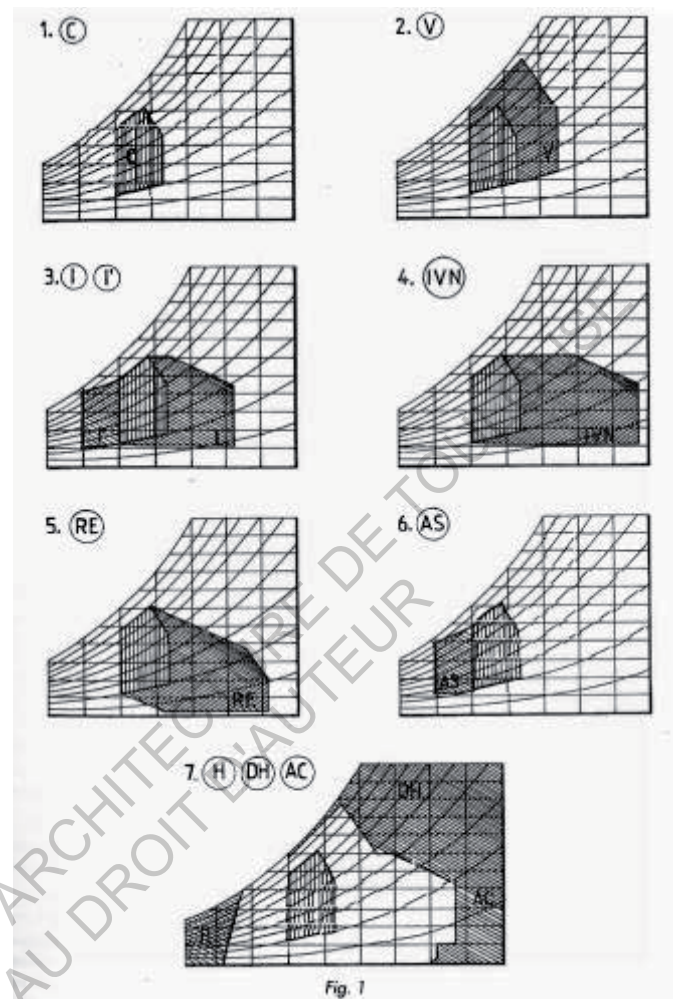 1. C
2. V
C
V
3. I I'
4. IVN
I'
I
IVN
5. RE
6. AS
RE
AS
7. H DH AC
DH
AC
H
Fig. 1
ARCHITECTURE DE TOULOUSE
AU DROIT D'AUTEUR